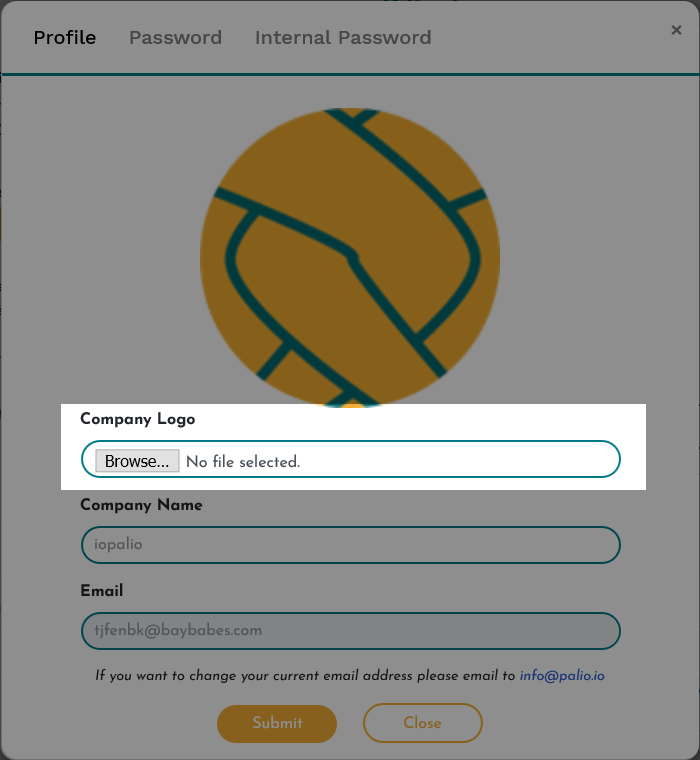 Profile Password Internal Password ×
Company Logo
Browse... No file selected.
Company Name
iopalio
Email
tjfenbk@baybabes.com
If you want to change your current email address please email to info@palio.io
Submit Close